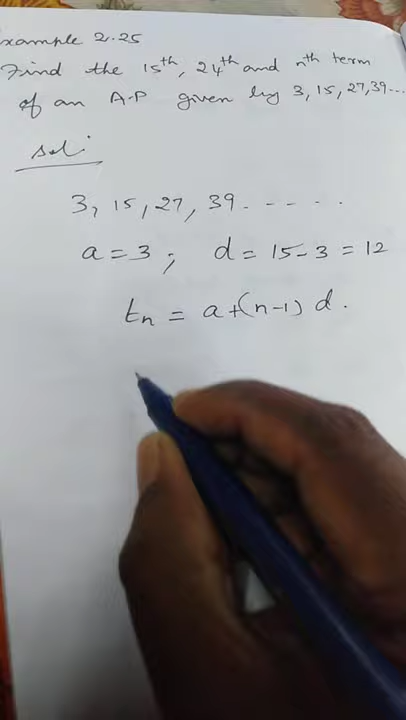 xample 2.25
Find the 15th, 24th and nth term
of an A.P given by 3, 15, 27, 39...
sol:
3, 15, 27, 39 - - - - -
a = 3 ; d = 15 - 3 = 12
tn = a+(n-1) d.